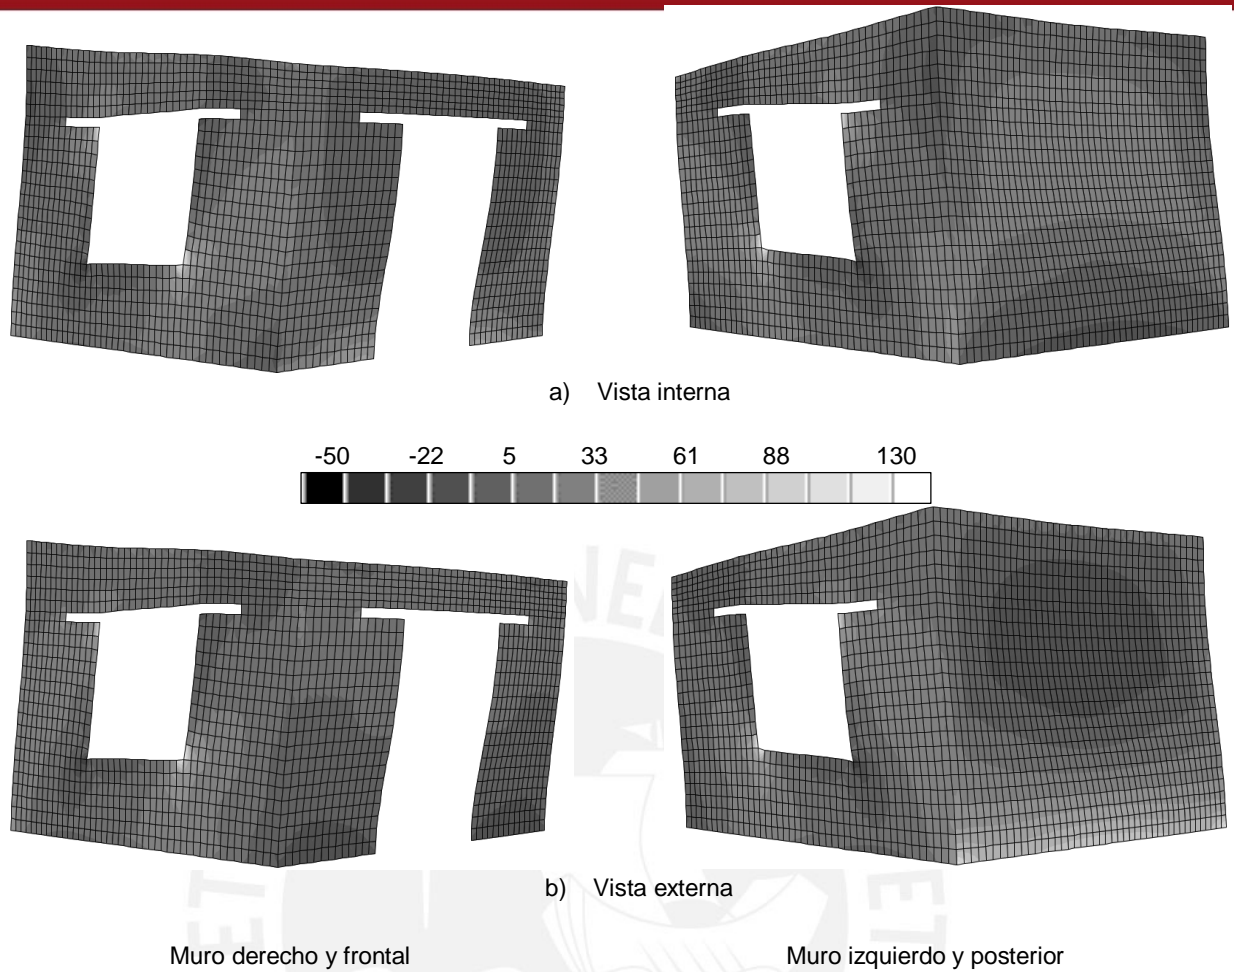 a) Vista interna
-50 -22 5 33 61 88 130
b) Vista externa
Muro derecho y frontal Muro izquierdo y posterior